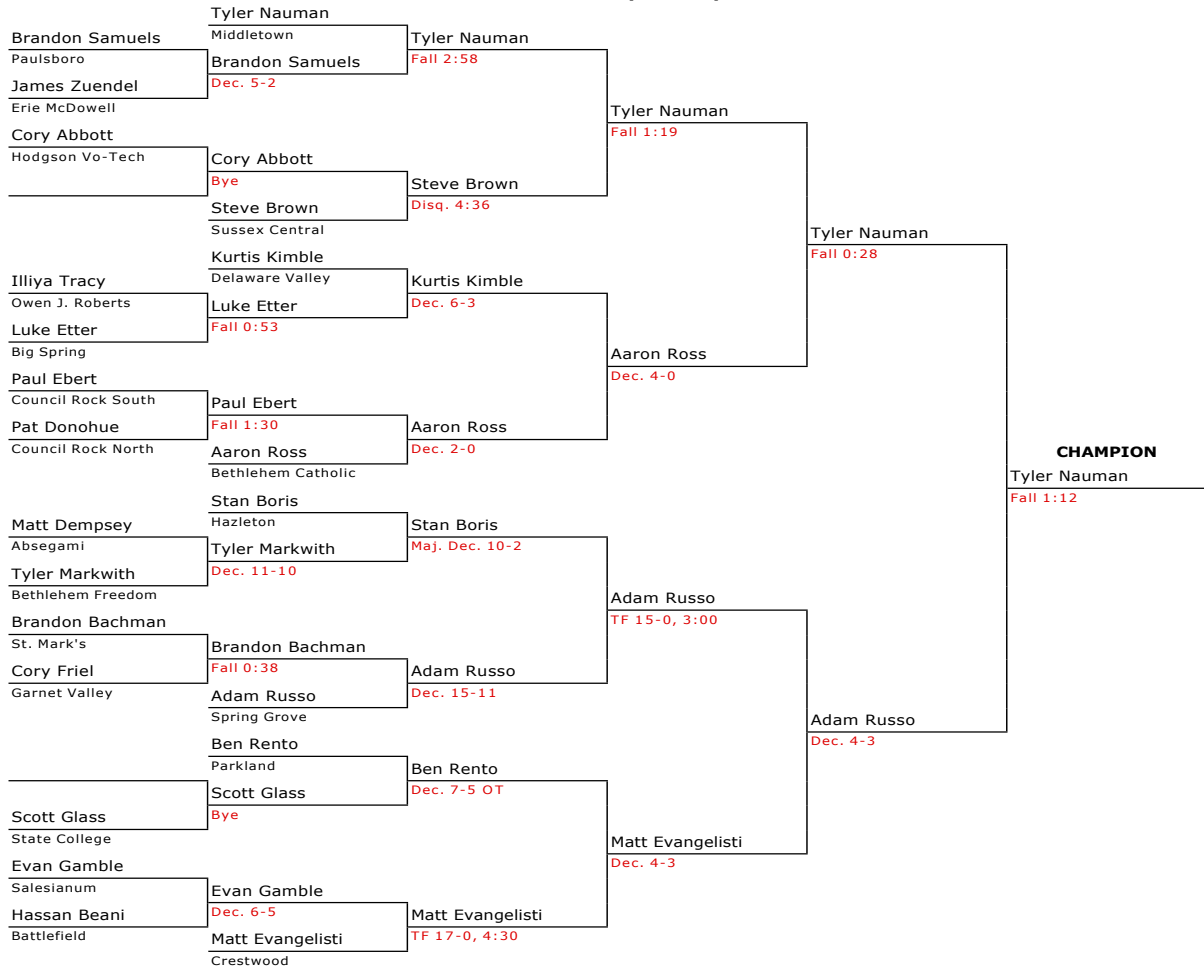 Tyler Nauman
Brandon Samuels
Middletown
Tyler Nauman
Paulsboro
Brandon Samuels
Fall 2:58
James Zuendel
Dec. 5-2
Erie McDowell
Tyler Nauman
Cory Abbott
Fall 1:19
Hodgson Vo-Tech
Cory Abbott
Bye
Steve Brown
Steve Brown
Disq. 4:36
Sussex Central
Tyler Nauman
Kurtis Kimble
Fall 0:28
Illiya Tracy
Delaware Valley
Kurtis Kimble
Owen J. Roberts
Luke Etter
Dec. 6-3
Luke Etter
Fall 0:53
Big Spring
Aaron Ross
Paul Ebert
Dec. 4-0
Council Rock South
Paul Ebert
Pat Donohue
Fall 1:30
Aaron Ross
Council Rock North
Aaron Ross
Dec. 2-0
CHAMPION
Bethlehem Catholic
Tyler Nauman
Stan Boris
Fall 1:12
Matt Dempsey
Hazleton
Stan Boris
Absegami
Tyler Markwith
Maj. Dec. 10-2
Tyler Markwith
Dec. 11-10
Bethlehem Freedom
Adam Russo
Brandon Bachman
TF 15-0, 3:00
St. Mark's
Brandon Bachman
Cory Friel
Fall 0:38
Adam Russo
Garnet Valley
Adam Russo
Dec. 15-11
Spring Grove
Adam Russo
Ben Rento
Dec. 4-3
Parkland
Ben Rento
Scott Glass
Dec. 7-5 OT
Scott Glass
Bye
State College
Matt Evangelisti
Evan Gamble
Dec. 4-3
Salesianum
Evan Gamble
Hassan Beani
Dec. 6-5
Matt Evangelisti
Battlefield
Matt Evangelisti
TF 17-0, 4:30
Crestwood